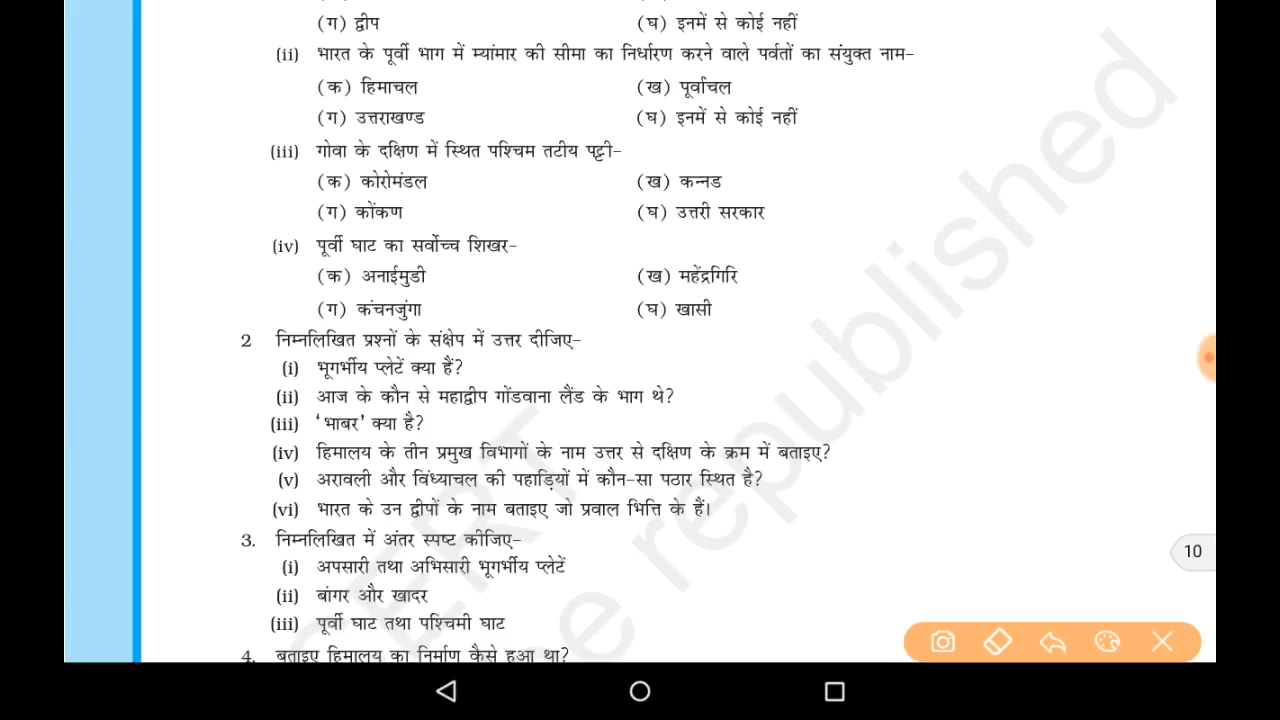 (ग) द्वीप (घ) इनमें से कोई नहीं
(ii) भारत के पूर्वी भाग में म्यांमार की सीमा का निर्धारण करने वाले पर्वतों का संयुक्त नाम–
(क) हिमाचल (ख) पूर्वांचल
(ग) उत्तराखण्ड (घ) इनमें से कोई नहीं
(iii) गोवा के दक्षिण में स्थित पश्चिम तटीय पट्टी–
(क) कोरोमंडल (ख) कन्नड
(ग) कोंकण (घ) उत्तरी सरकार
(iv) पूर्वी घाट का सर्वोच्च शिखर–
(क) अनाईमुडी (ख) महेंद्रगिरि
(ग) कंचनजुंगा (घ) खासी
2 निम्नलिखित प्रश्नों के संक्षेप में उत्तर दीजिए–
(i) भूगर्भीय प्लेटें क्या हैं?
(ii) आज के कौन से महाद्वीप गोंडवाना लैंड के भाग थे?
(iii) ‘भाबर’ क्या है?
(iv) हिमालय के तीन प्रमुख विभागों के नाम उत्तर से दक्षिण के क्रम में बताइए?
(v) अरावली और विंध्याचल की पहाड़ियों में कौन-सा पठार स्थित है?
(vi) भारत के उन द्वीपों के नाम बताइए जो प्रवाल भित्ति के हैं।
3. निम्नलिखित में अंतर स्पष्ट कीजिए–
(i) अपसारी तथा अभिसारी भूगर्भीय प्लेटें
(ii) बांगर और खादर
(iii) पूर्वी घाट तथा पश्चिमी घाट
4. बताइए हिमालय का निर्माण कैसे हुआ था?
10
republished